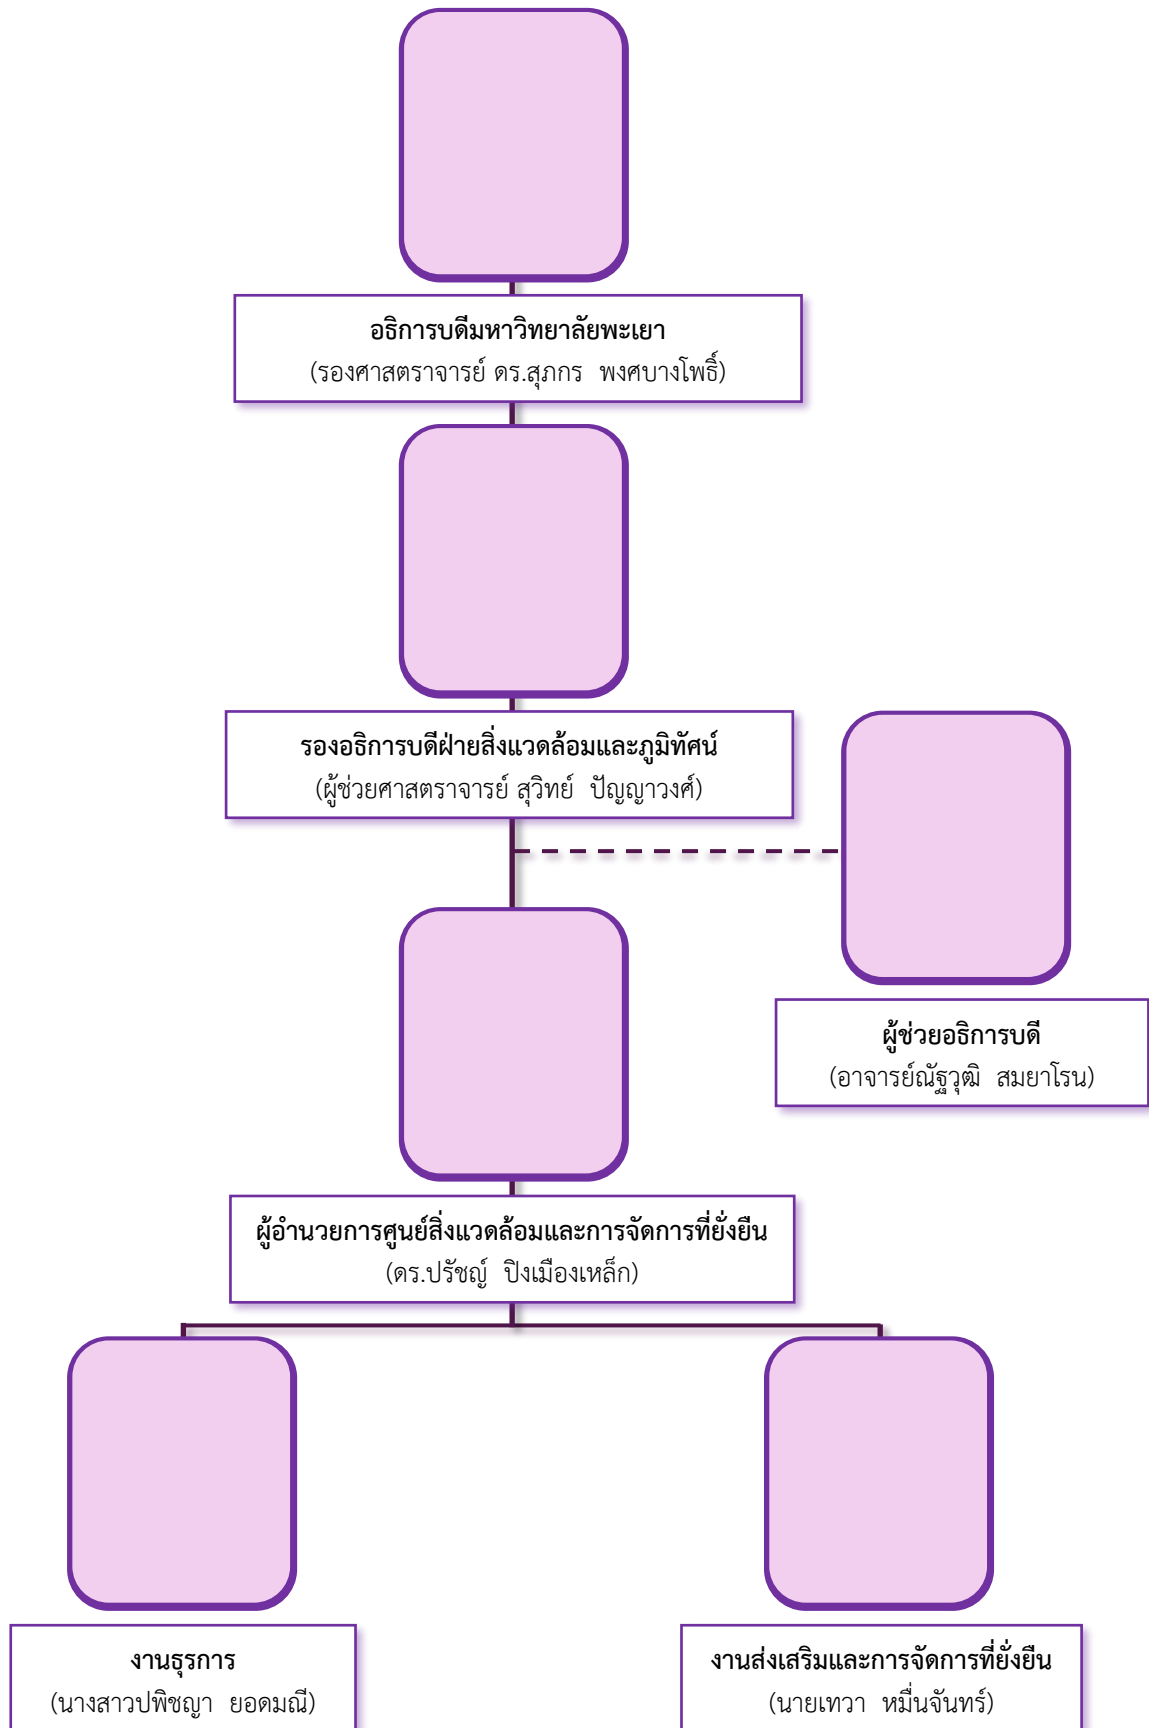 อธิการบดีมหาวิทยาลัยพะเยา
(รองศาสตราจารย์ ดร.สุภกร พงศบางโพธิ์)
รองอธิการบดีฝ่ายสิ่งแวดล้อมและภูมิทัศน์
(ผู้ช่วยศาสตราจารย์ สุวิทย์ ปัญญาวงศ์)
ผู้ช่วยอธิการบดี
(อาจารย์ณัฐวุฒิ สมยาโรน)
ผู้อำนวยการศูนย์สิ่งแวดล้อมและการจัดการที่ยั่งยืน
(ดร.ปรัชญ์ ปิงเมืองเหล็ก)
งานธุรการ
(นางสาวปพิชญา ยอดมณี)
งานส่งเสริมและการจัดการที่ยั่งยืน
(นายเทวา หมื่นจันทร์)